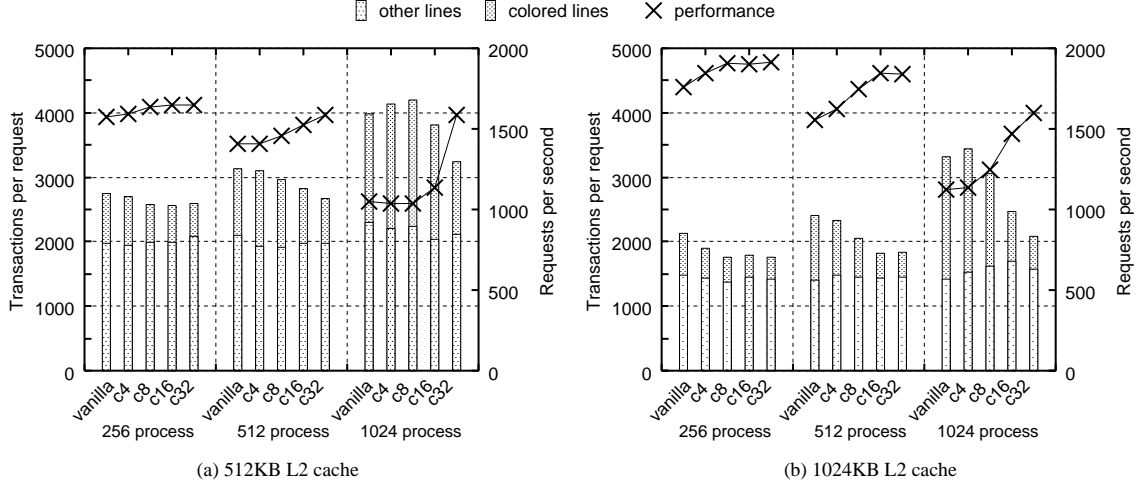 other lines colored lines performance
5000
4000
3000
2000
1000
0
Transactions per request
2000
1500
1000
500
0
Requests per second
vanilla c4 c8 c16 c32 vanilla c4 c8 c16 c32 vanilla c4 c8 c16 c32
256 process 512 process 1024 process
(a) 512KB L2 cache
5000
4000
3000
2000
1000
0
Transactions per request
2000
1500
1000
500
0
Requests per second
vanilla c4 c8 c16 c32 vanilla c4 c8 c16 c32 vanilla c4 c8 c16 c32
256 process 512 process 1024 process
(b) 1024KB L2 cache